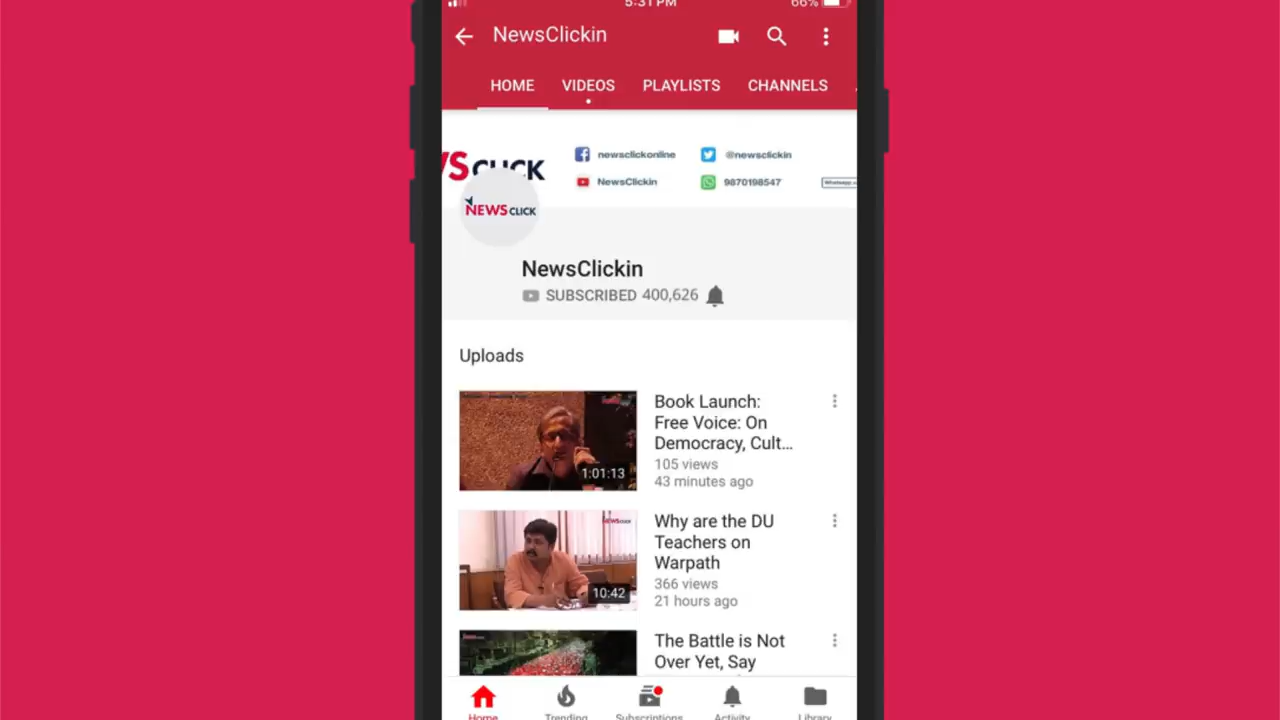 5:31 PM
66%
NewsClickin
HOME VIDEOS PLAYLISTS CHANNELS
S CLICK
newsclickonline @newsclickin
NewsClickin 9870198547
NEWSCLICK
NewsClickin
SUBSCRIBED 400,626
Uploads
Book Launch:
Free Voice: On
Democracy, Cult...
105 views
43 minutes ago
1:01:13
Why are the DU
Teachers on
Warpath
366 views
21 hours ago
NEWSCLICK
10:42
The Battle is Not
Over Yet, Say
Home Trending Subscriptions Activity Library